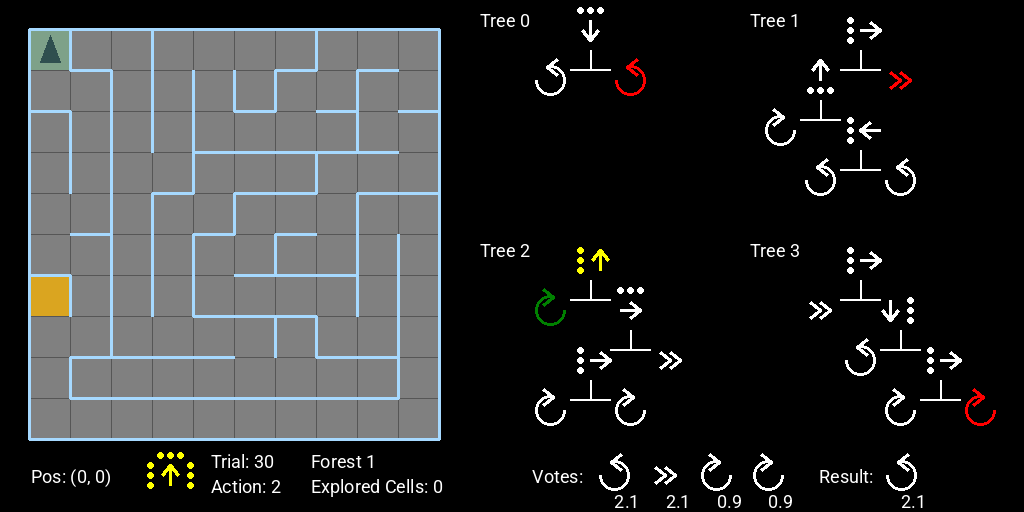 Tree 0
Tree 1
Tree 2
Tree 3
Pos: (0, 0)
Trial: 30
Forest 1
Action: 2
Explored Cells: 0
Votes:
2.1
2.1
0.9
0.9
Result:
2.1